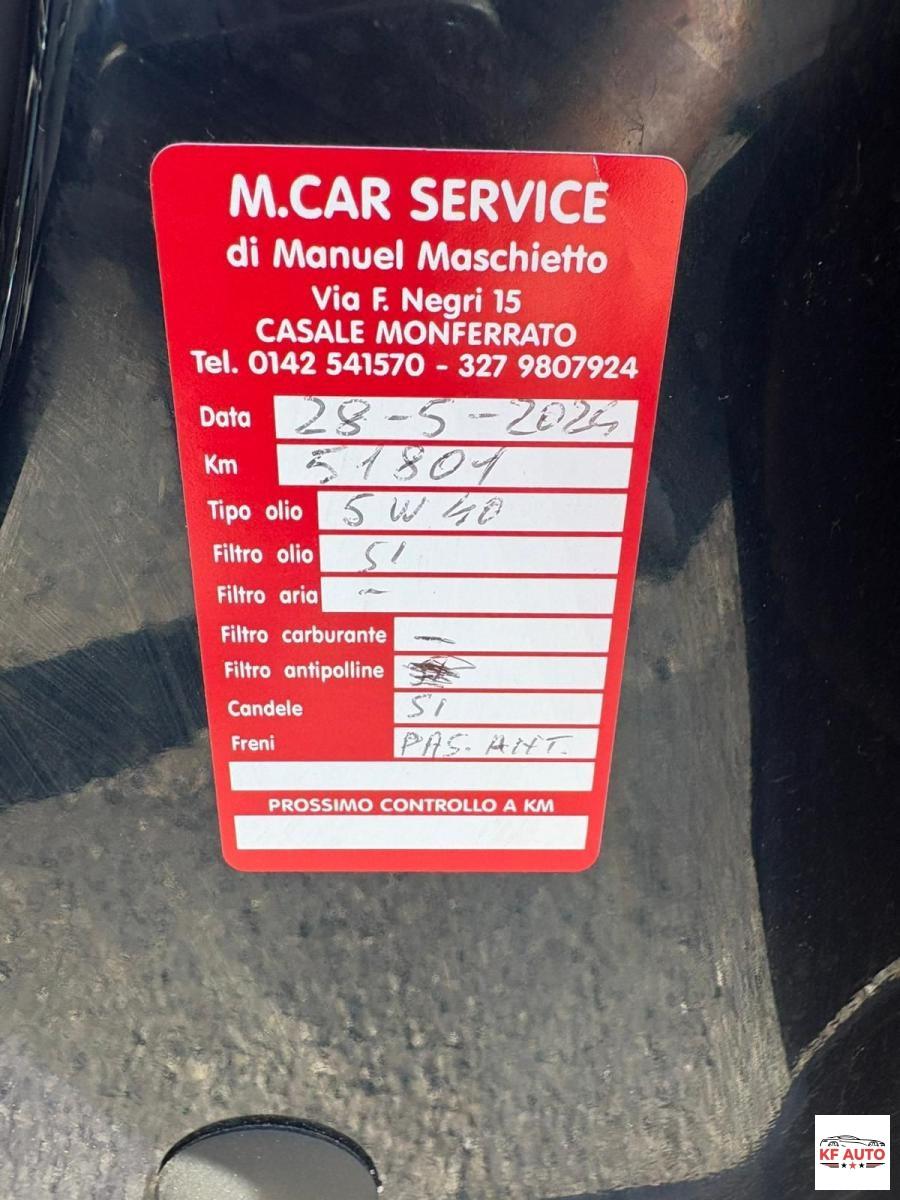 M.CAR SERVICE
di Manuel Maschietto
Via F. Negri 15
CASALE MONFERRATO
Tel. 0142 541570 - 327 9807924
Data 28-5-2024
Km 51801
Tipo olio 5W40
Filtro olio SI
Filtro aria -
Filtro carburante -
Filtro antipolline
Candele SI
Freni PAS. ANT.
PROSSIMO CONTROLLO A KM
KF AUTO